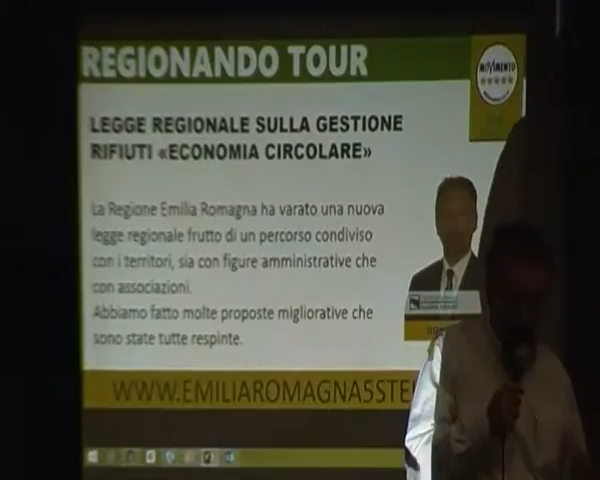 REGIONANDO TOUR
MOVIMENTO
LEGGE REGIONALE SULLA GESTIONE
RIFIUTI «ECONOMIA CIRCOLARE»
La Regione Emilia Romagna ha varato una nuova
legge regionale frutto di un percorso condiviso
con i territori, sia con figure amministrative che
con associazioni.
Abbiamo fatto molte proposte migliorative che
sono state tutte respinte.
WWW.EMILIAROMAGNA5STE